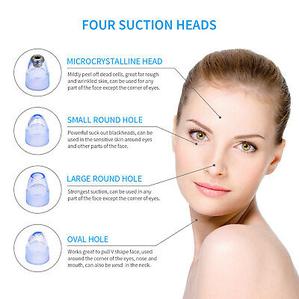 FOUR SUCTION HEADS
MICROCRYSTALLINE HEAD
Mildly peel off dead cells, great for rough
and wrinkled skin, can be used for any
part of the face except the corner of eyes.
SMALL ROUND HOLE
Powerful suck out blackheads, can be
used in the sensitive skin around eyes
and other parts of the face.
LARGE ROUND HOLE
Strongest suction, can be used in any
part of the face except the corner of eyes.
OVAL HOLE
Works great to pull V shape face, used
around the corner of the eyes, nose and
mouth, can also be send in the neck.